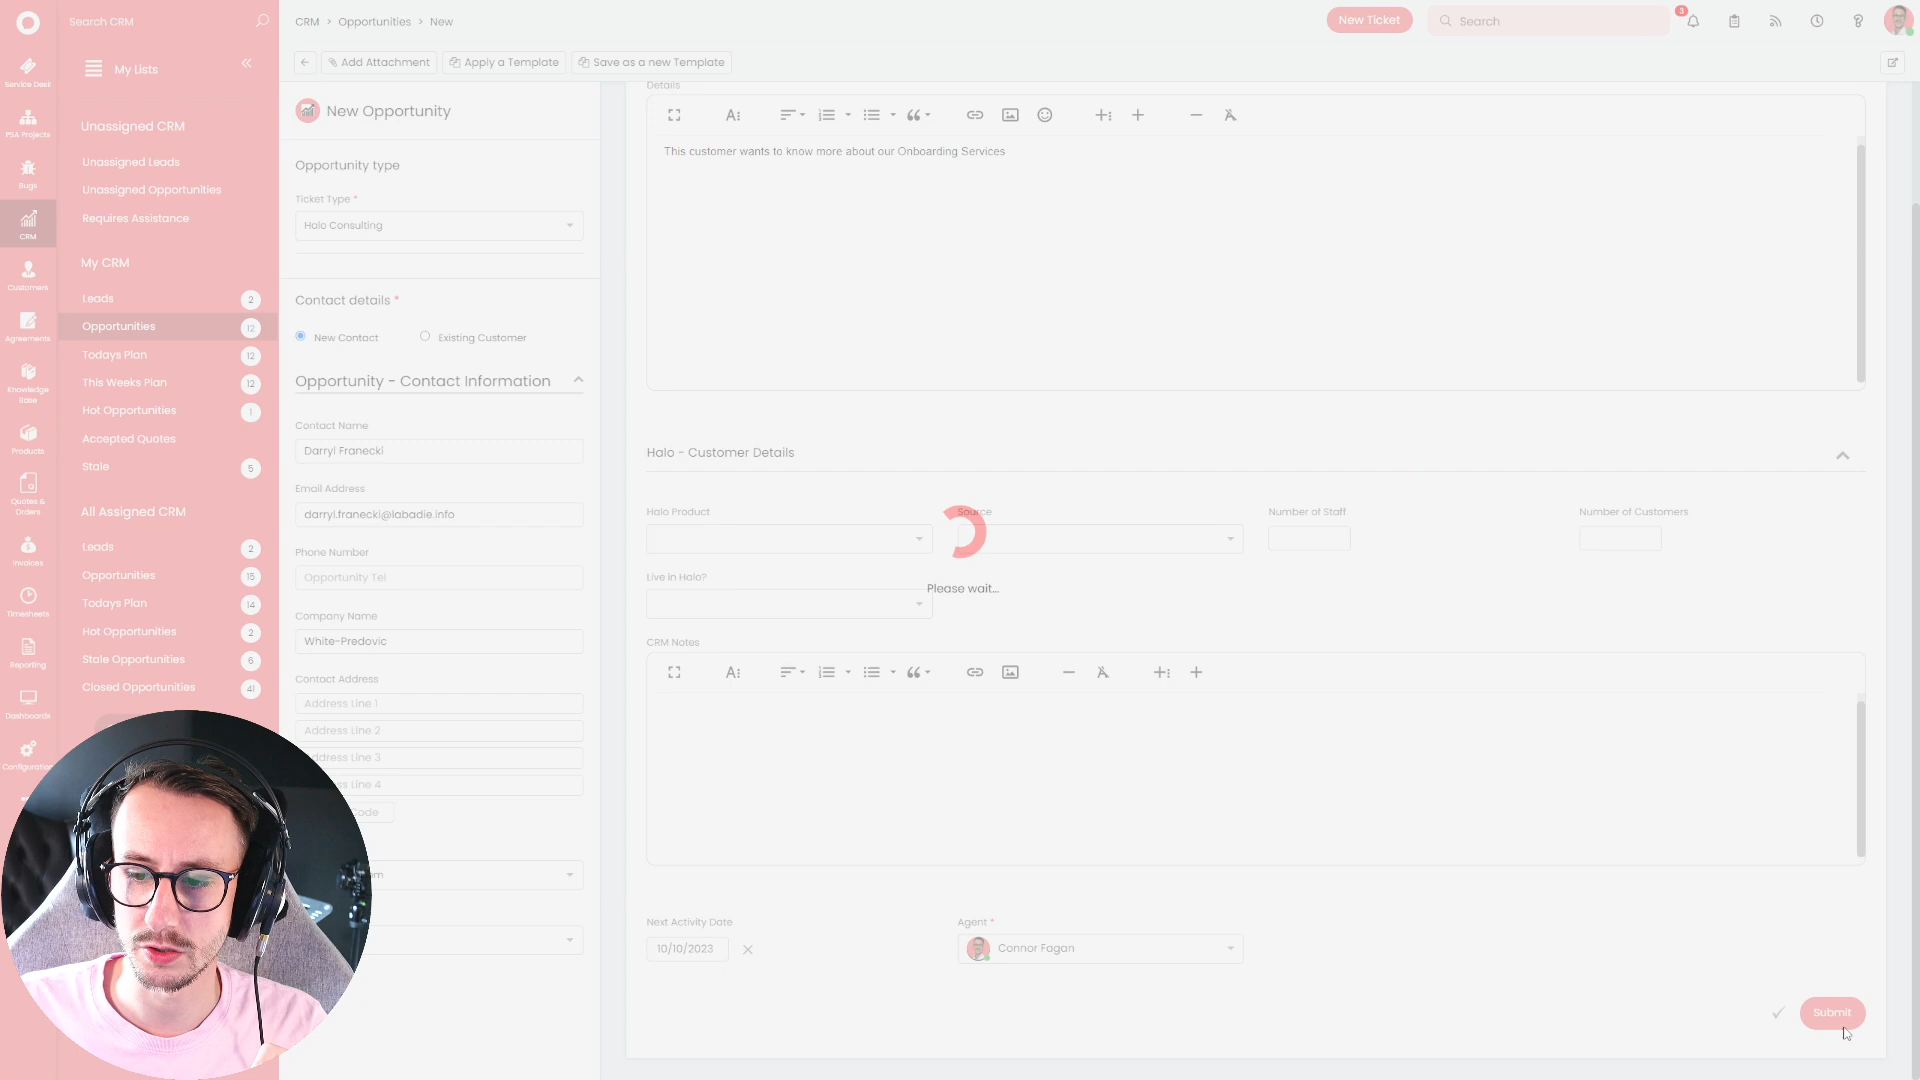 Search CRM
CRM > Opportunities > New
New Ticket
Search
3
Service Desk
PSA Projects
Bugs
CRM
Customers
Agreements
Knowledge Base
Products
Quotes & Orders
Invoices
Timesheets
Reporting
Dashboards
My Lists
Unassigned CRM
Unassigned Leads
Unassigned Opportunities
Requires Assistance
My CRM
Leads 2
Opportunities 12
Todays Plan 12
This Weeks Plan 12
Hot Opportunities 1
Accepted Quotes
Stale 5
All Assigned CRM
Leads 2
Opportunities 15
Todays Plan 14
Hot Opportunities 2
Stale Opportunities 6
Closed Opportunities 41
Add Attachment
Apply a Template
Save as a new Template
New Opportunity
Opportunity type
Ticket Type *
Halo Consulting
Contact details *
New Contact
Existing Customer
Opportunity - Contact Information
Contact Name
Darryl Franecki
Email Address
darryl.franecki@labadie.info
Phone Number
Opportunity Tel
Company Name
White-Predovic
Contact Address
Address Line 1
Address Line 2
Line 3
Line 4
Code
Details
This customer wants to know more about our Onboarding Services
Halo - Customer Details
Halo Product
Source
Number of Staff
Number of Customers
Live in Halo?
Please wait...
CRM Notes
Next Activity Date
10/10/2023
Agent *
Connor Fagan
Submit